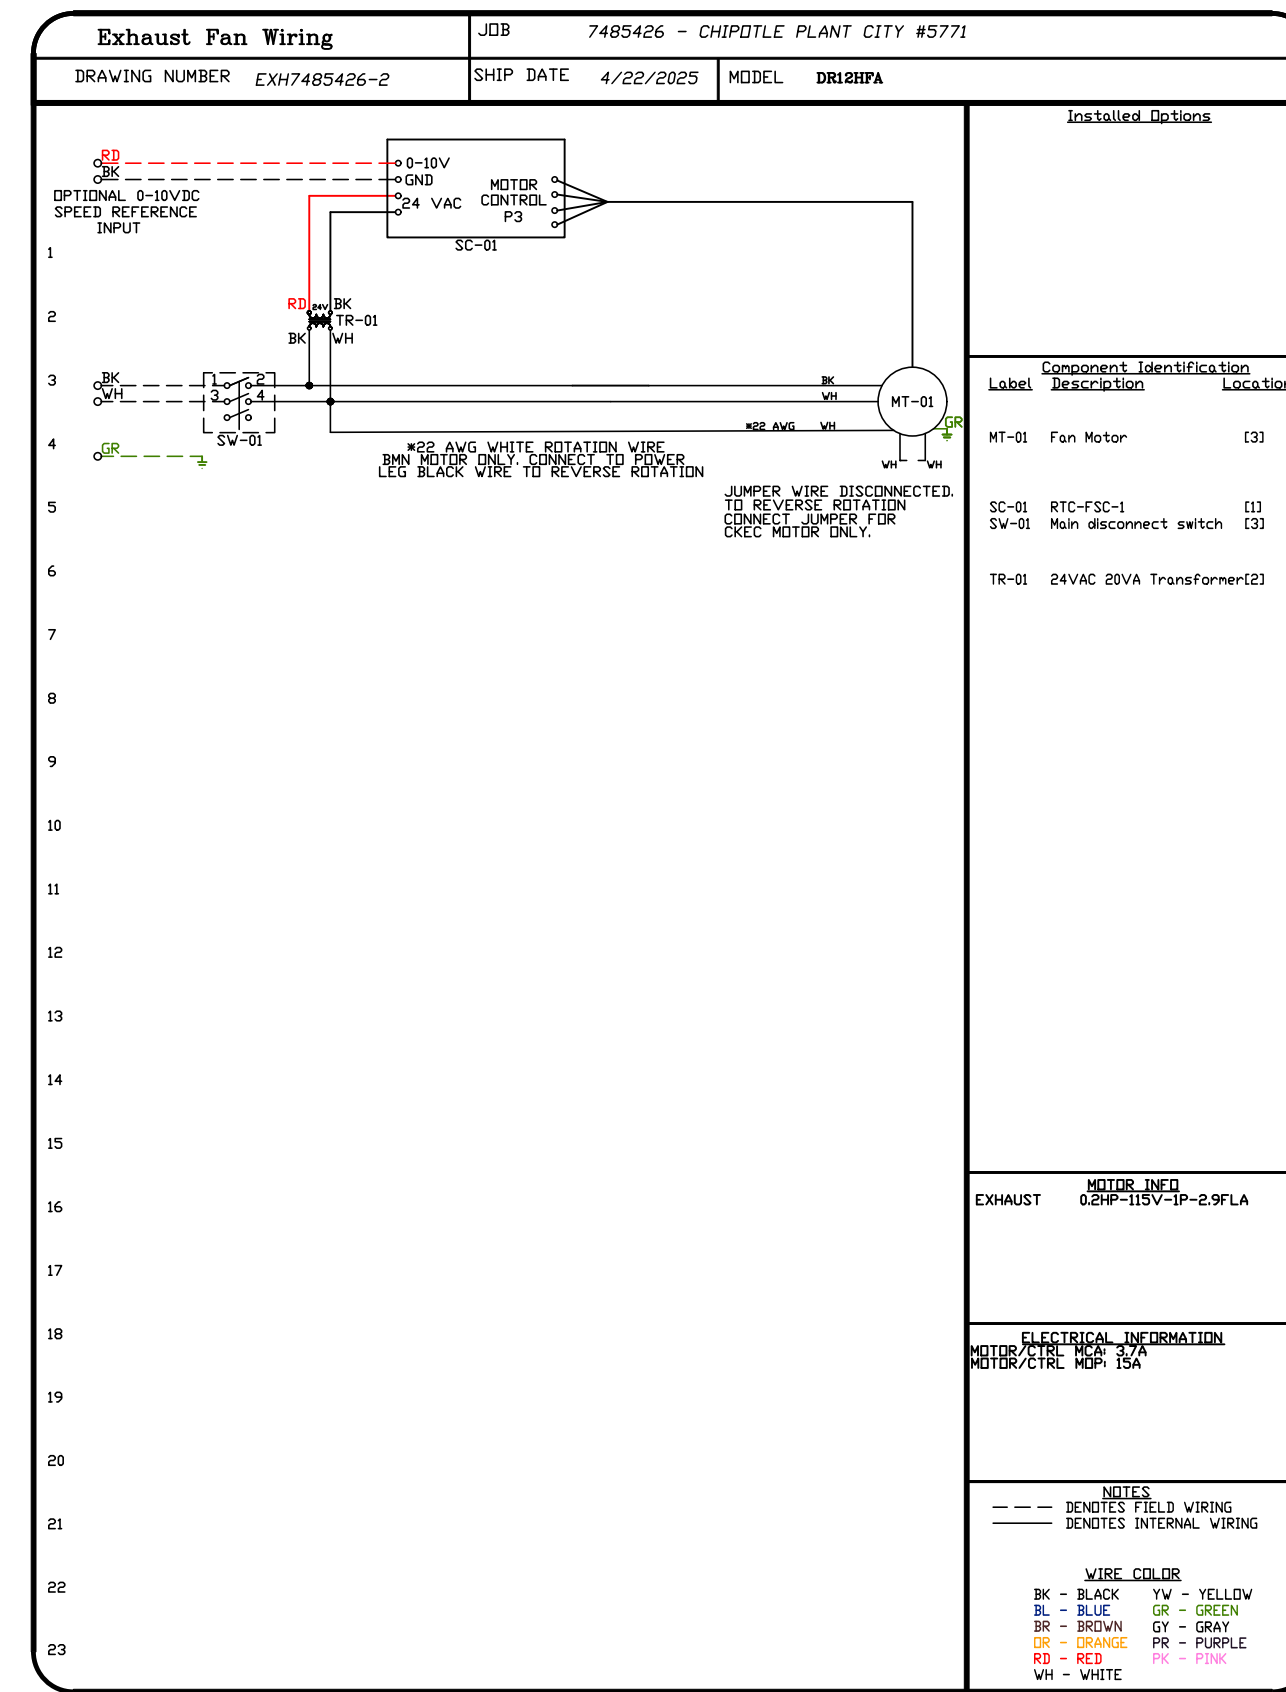 Exhaust Fan Wiring
JOB 7485426 - CHIPOTLE PLANT CITY #5771
DRAWING NUMBER EXH7485426-2
SHIP DATE 4/22/2025
MODEL DR12HFA
RD
BK
OPTIONAL 0-10VDC
SPEED REFERENCE
INPUT
0-10V
GND
24 VAC
MOTOR
CONTROL
P3
SC-01
RD 24V BK
TR-01
BK WH
BK
WH
1 2
3 4
SW-01
GR
BK
WH
*22 AWG WH
MT-01
GR
WH WH
*22 AWG WHITE ROTATION WIRE
BMN MOTOR ONLY. CONNECT TO POWER
LEG BLACK WIRE TO REVERSE ROTATION
JUMPER WIRE DISCONNECTED.
TO REVERSE ROTATION
CONNECT JUMPER FOR
CKEC MOTOR ONLY.
1
2
3
4
5
6
7
8
9
10
11
12
13
14
15
16
17
18
19
20
21
22
23
Installed Options
Component Identification
Label Description Location
MT-01 Fan Motor [3]
SC-01 RTC-FSC-1 [1]
SW-01 Main disconnect switch [3]
TR-01 24VAC 20VA Transformer[2]
MOTOR INFO
EXHAUST 0.2HP-115V-1P-2.9FLA
ELECTRICAL INFORMATION
MOTOR/CTRL MCA: 3.7A
MOTOR/CTRL MOP: 15A
NOTES
DENOTES FIELD WIRING
DENOTES INTERNAL WIRING
WIRE COLOR
BK - BLACK YW - YELLOW
BL - BLUE GR - GREEN
BR - BROWN GY - GRAY
OR - ORANGE PR - PURPLE
RD - RED PK - PINK
WH - WHITE